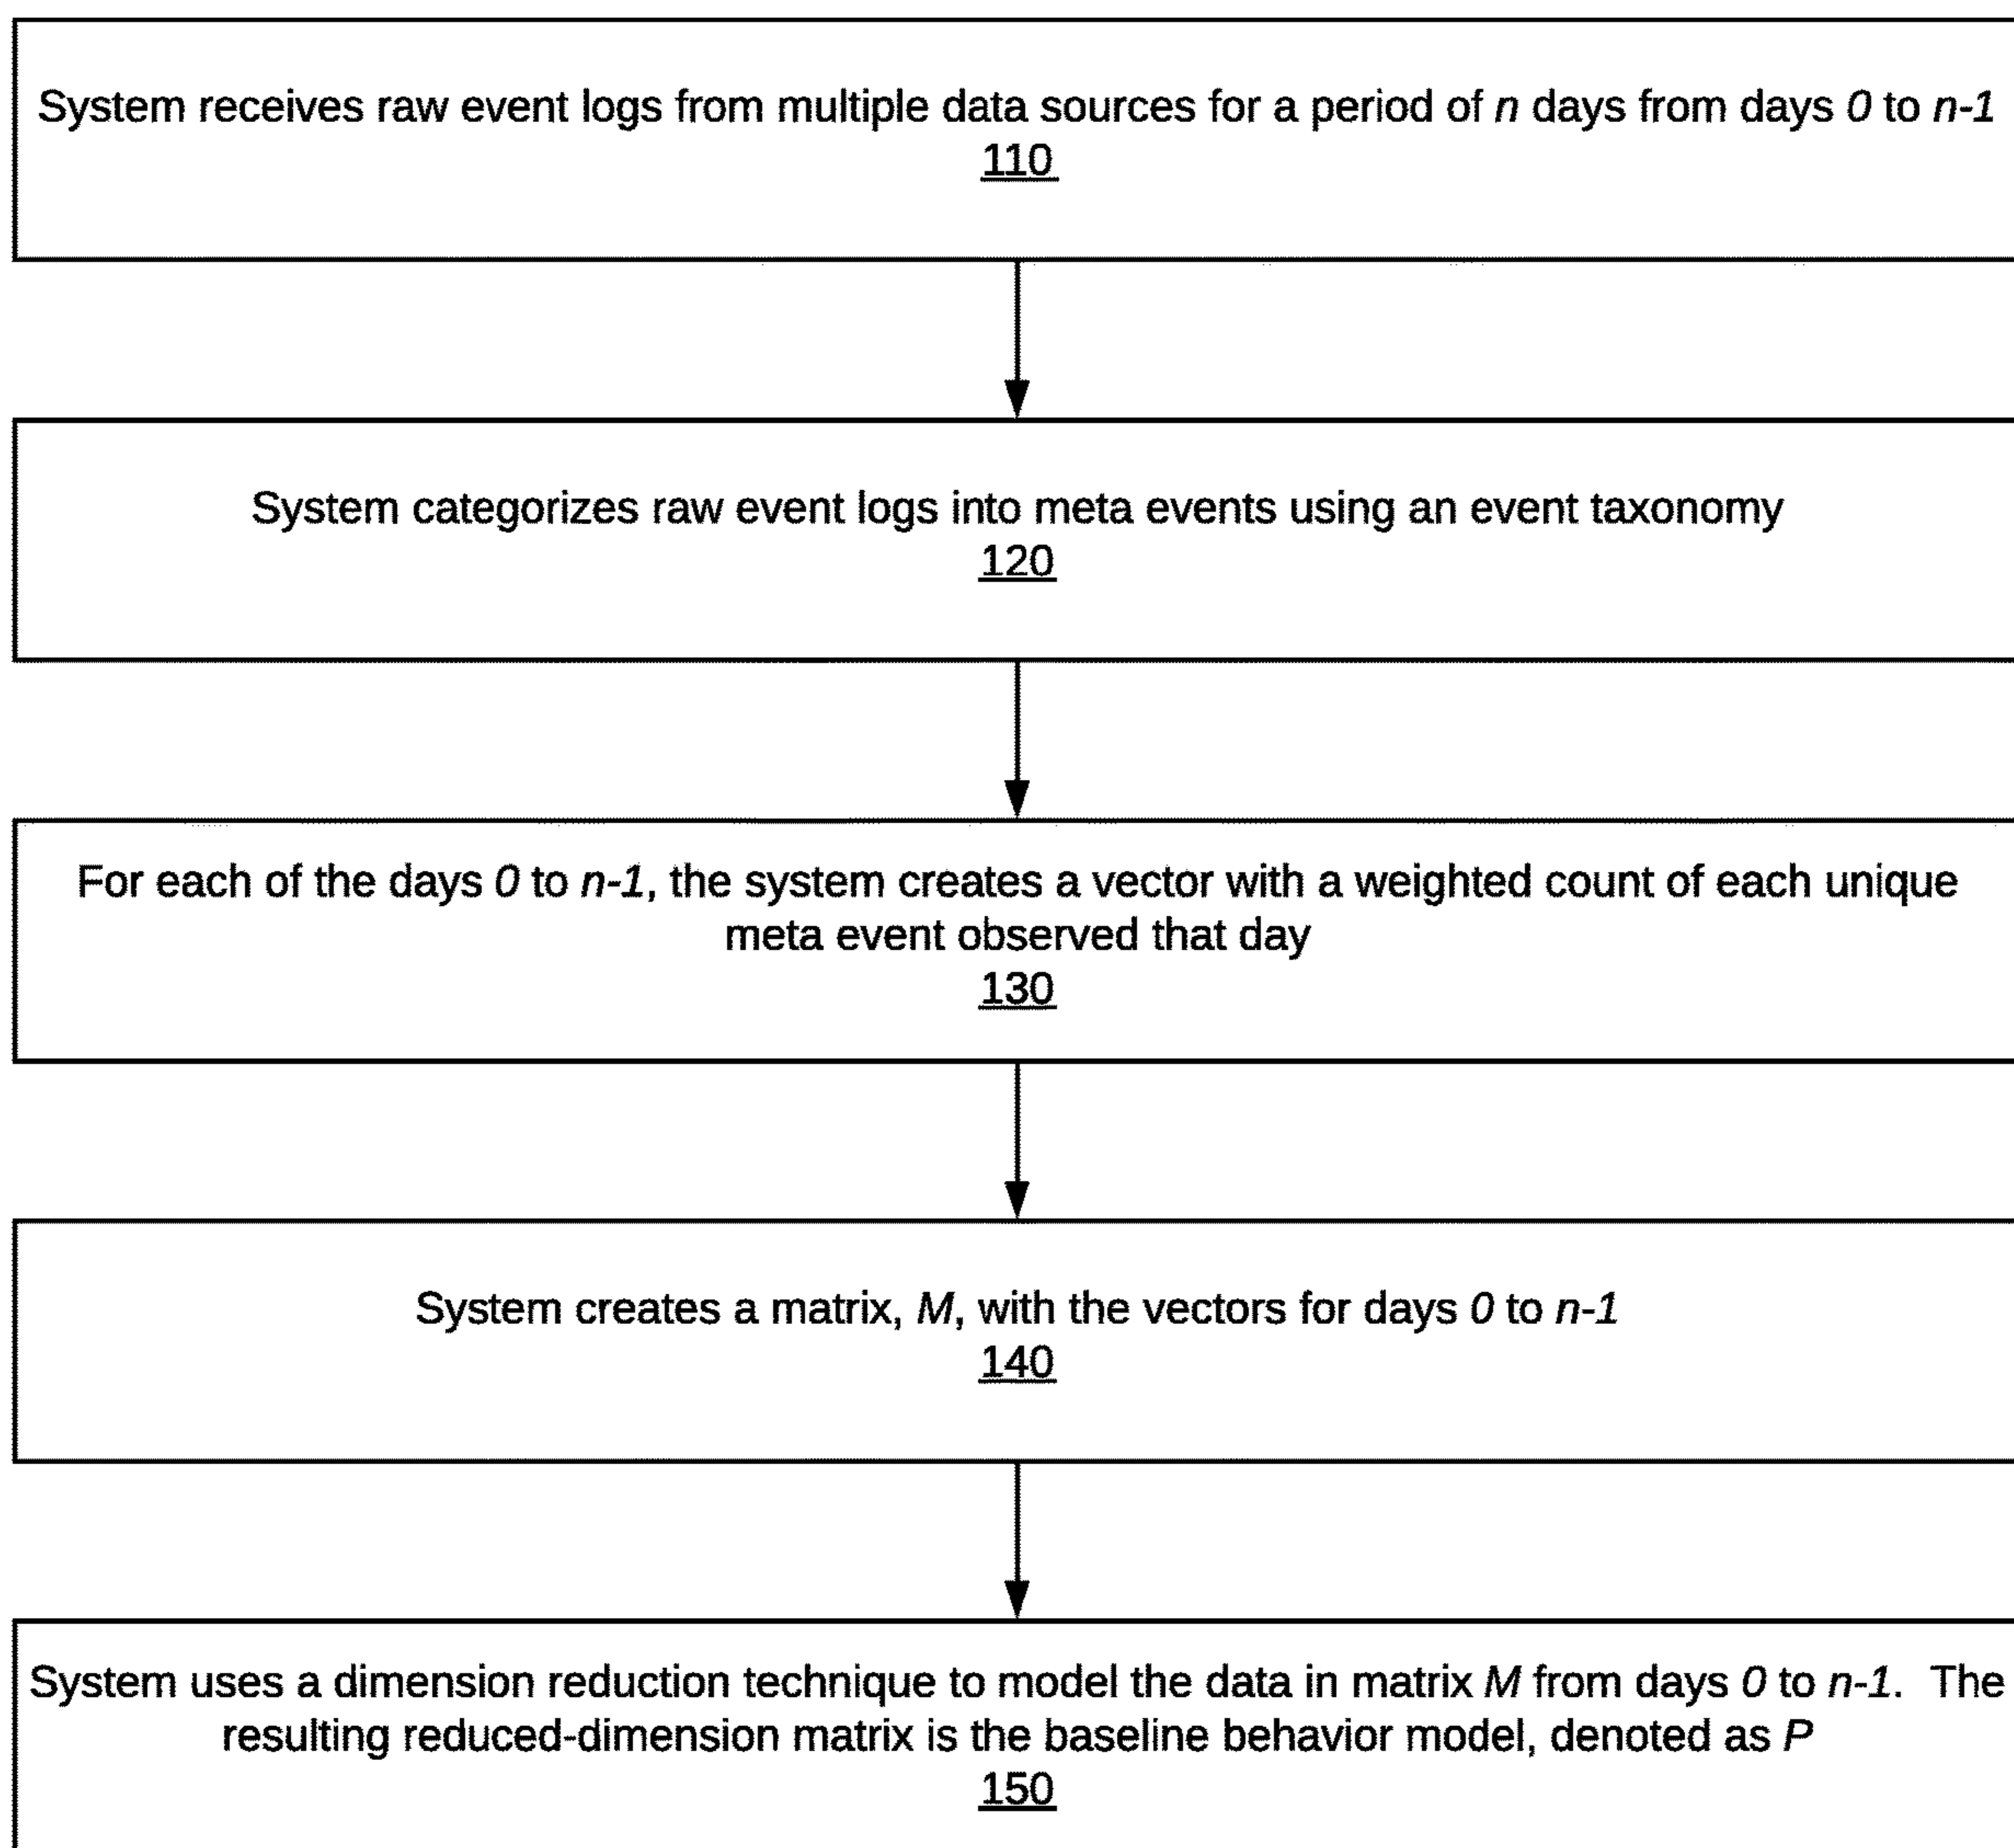 System receives raw event logs from multiple data sources for a period of n days from days 0 to n-1
110
System categorizes raw event logs into meta events using an event taxonomy
120
For each of the days 0 to n-1, the system creates a vector with a weighted count of each unique
meta event observed that day
130
System creates a matrix, M, with the vectors for days 0 to n-1
140
System uses a dimension reduction technique to model the data in matrix M from days 0 to n-1.  The
resulting reduced-dimension matrix is the baseline behavior model, denoted as P
150